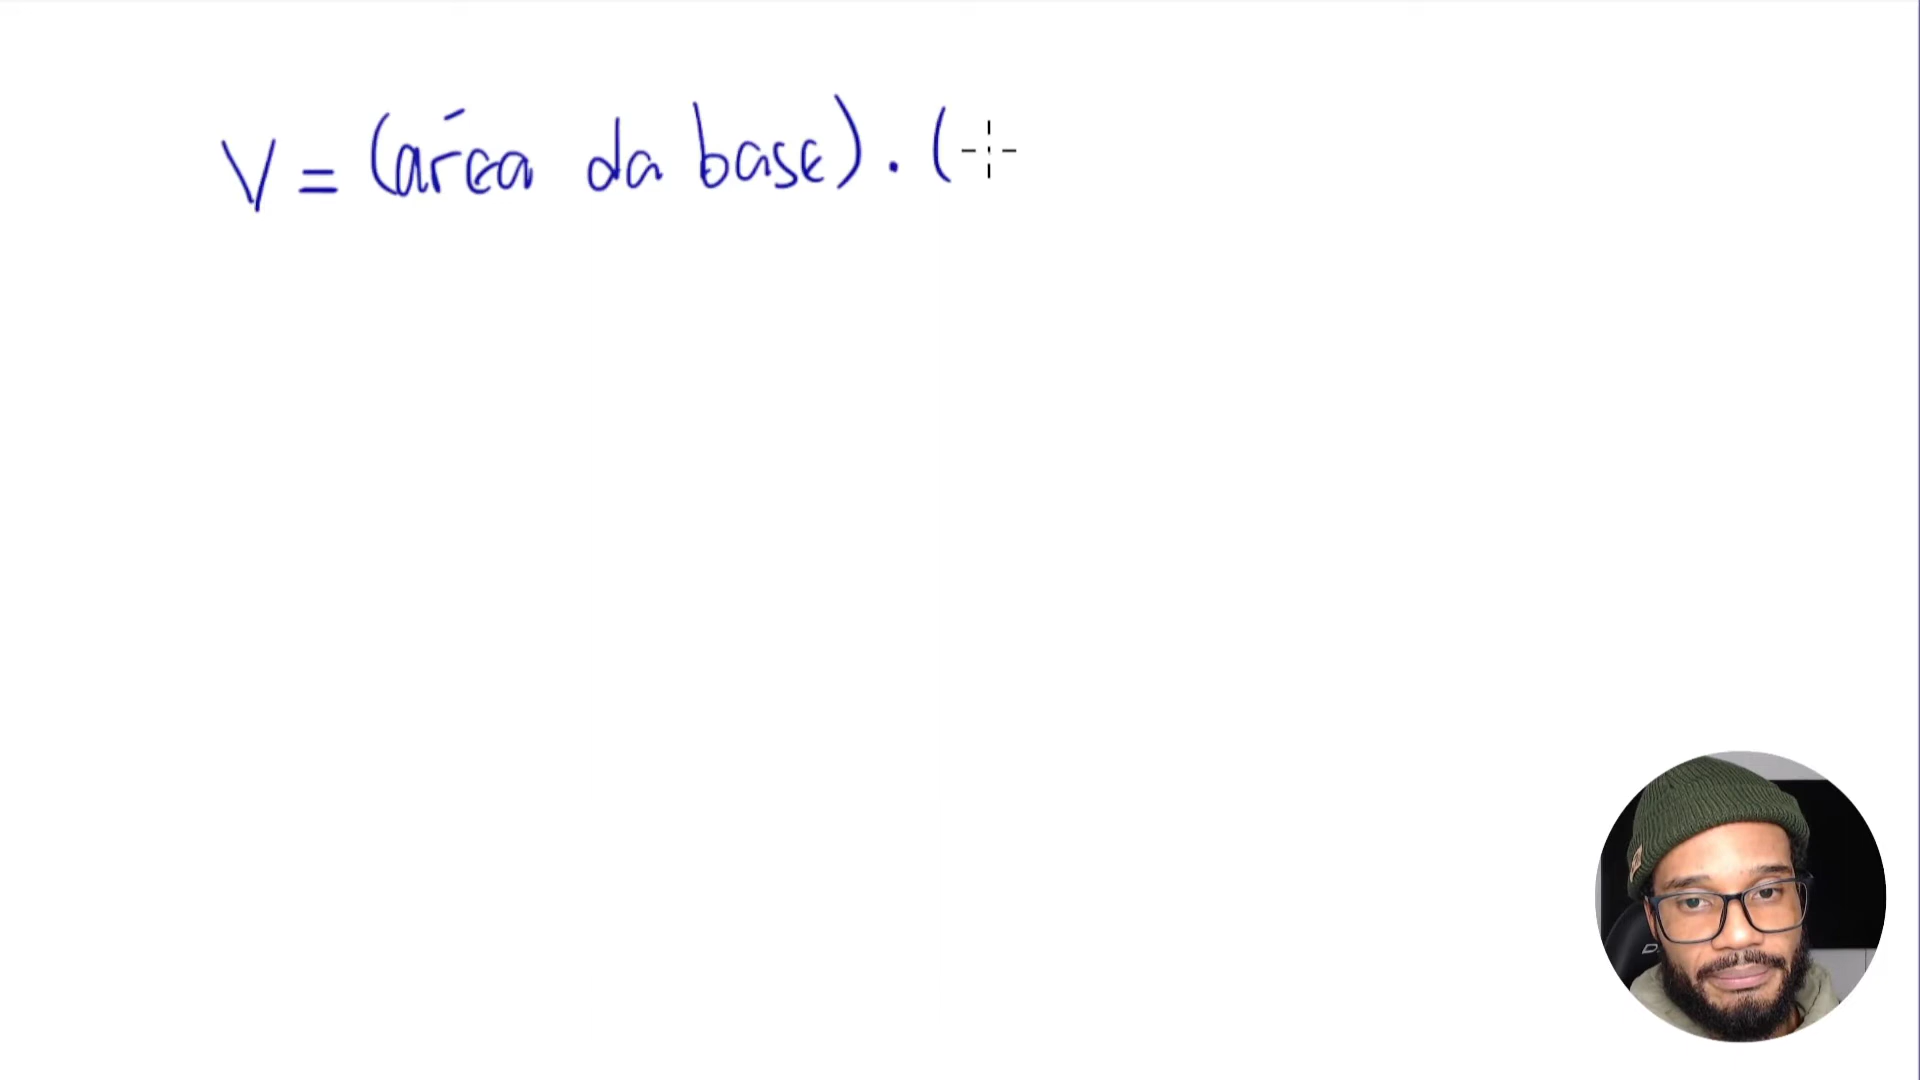 V = (área da base) . (